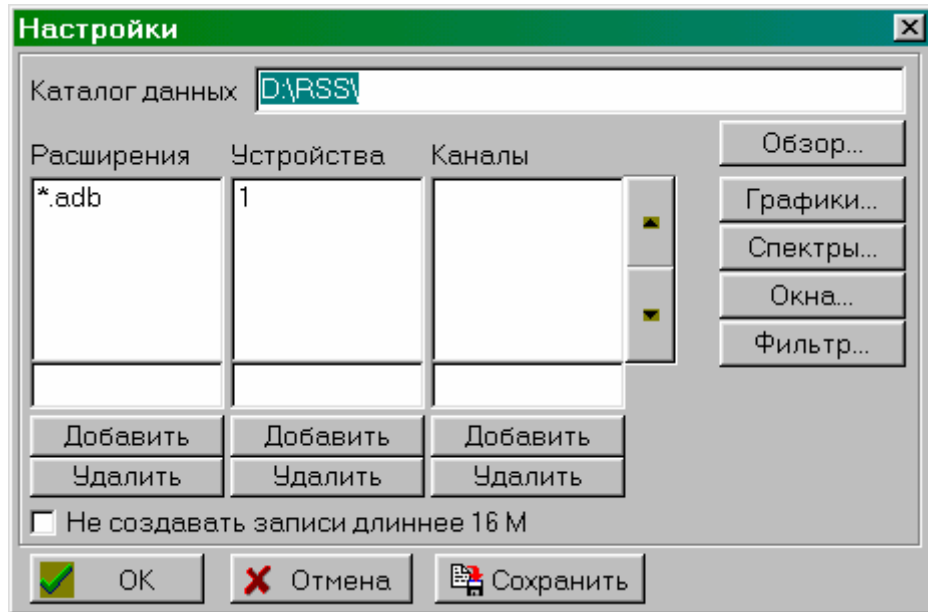 Настройки
Каталог данных D:\RSS\
Обзор...
Расширения Устройства Каналы
*.adb 1
Графики...
Спектры...
Окна...
Фильтр...
Добавить Добавить Добавить
Удалить Удалить Удалить
Не создавать записи длиннее 16 М
OK Отмена Сохранить